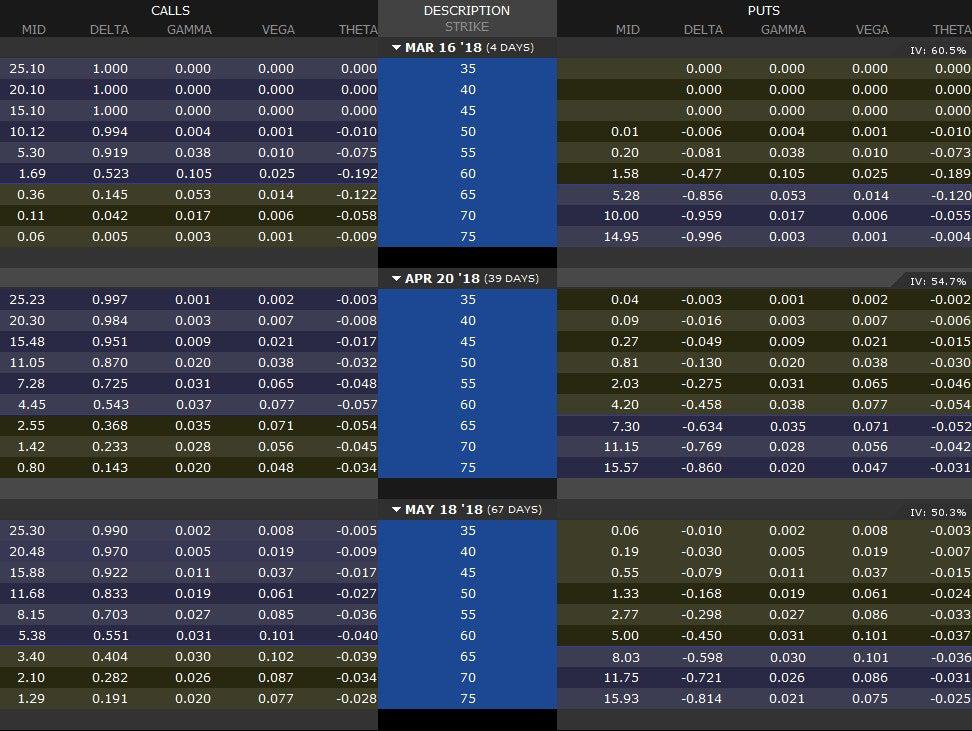 CALLS DESCRIPTION PUTS
MID DELTA GAMMA VEGA THETA STRIKE MID DELTA GAMMA VEGA THETA
MAR 16 '18 (4 DAYS) IV: 60.5%
25.10 1.000 0.000 0.000 0.000 35 0.000 0.000 0.000 0.000
20.10 1.000 0.000 0.000 0.000 40 0.000 0.000 0.000 0.000
15.10 1.000 0.000 0.000 0.000 45 0.000 0.000 0.000 0.000
10.12 0.994 0.004 0.001 -0.010 50 0.01 -0.006 0.004 0.001 -0.010
5.30 0.919 0.038 0.010 -0.075 55 0.20 -0.081 0.038 0.010 -0.073
1.69 0.523 0.105 0.025 -0.192 60 1.58 -0.477 0.105 0.025 -0.189
0.36 0.145 0.053 0.014 -0.122 65 5.28 -0.856 0.053 0.014 -0.120
0.11 0.042 0.017 0.006 -0.058 70 10.00 -0.959 0.017 0.006 -0.055
0.06 0.005 0.003 0.001 -0.009 75 14.95 -0.996 0.003 0.001 -0.004
APR 20 '18 (39 DAYS) IV: 54.7%
25.23 0.997 0.001 0.002 -0.003 35 0.04 -0.003 0.001 0.002 -0.002
20.30 0.984 0.003 0.007 -0.008 40 0.09 -0.016 0.003 0.007 -0.006
15.48 0.951 0.009 0.021 -0.017 45 0.27 -0.049 0.009 0.021 -0.015
11.05 0.870 0.020 0.038 -0.032 50 0.81 -0.130 0.020 0.038 -0.030
7.28 0.725 0.031 0.065 -0.048 55 2.03 -0.275 0.031 0.065 -0.046
4.45 0.543 0.037 0.077 -0.057 60 4.20 -0.458 0.038 0.077 -0.054
2.55 0.368 0.035 0.071 -0.054 65 7.30 -0.634 0.035 0.071 -0.052
1.42 0.233 0.028 0.056 -0.045 70 11.15 -0.769 0.028 0.056 -0.042
0.80 0.143 0.020 0.048 -0.034 75 15.57 -0.860 0.020 0.047 -0.031
MAY 18 '18 (67 DAYS) IV: 50.3%
25.30 0.990 0.002 0.008 -0.005 35 0.06 -0.010 0.002 0.008 -0.003
20.48 0.970 0.005 0.019 -0.009 40 0.19 -0.030 0.005 0.019 -0.007
15.88 0.922 0.011 0.037 -0.017 45 0.55 -0.079 0.011 0.037 -0.015
11.68 0.833 0.019 0.061 -0.027 50 1.33 -0.168 0.019 0.061 -0.024
8.15 0.703 0.027 0.085 -0.036 55 2.77 -0.298 0.027 0.086 -0.033
5.38 0.551 0.031 0.101 -0.040 60 5.00 -0.450 0.031 0.101 -0.037
3.40 0.404 0.030 0.102 -0.039 65 8.03 -0.598 0.030 0.101 -0.036
2.10 0.282 0.026 0.087 -0.034 70 11.75 -0.721 0.026 0.086 -0.031
1.29 0.191 0.020 0.077 -0.028 75 15.93 -0.814 0.021 0.075 -0.025